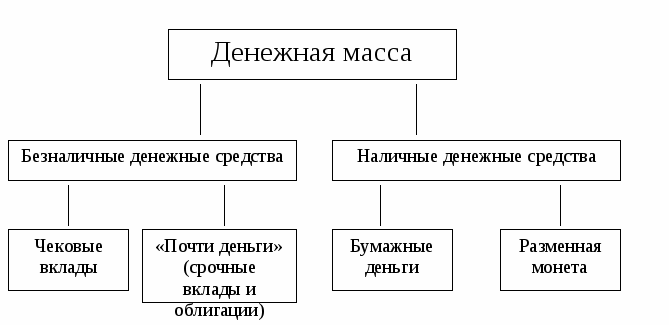 Денежная масса
Безналичные денежные средства
Наличные денежные средства
Чековые
вклады
«Почти деньги»
(срочные
вклады и
облигации)
Бумажные
деньги
Разменная
монета